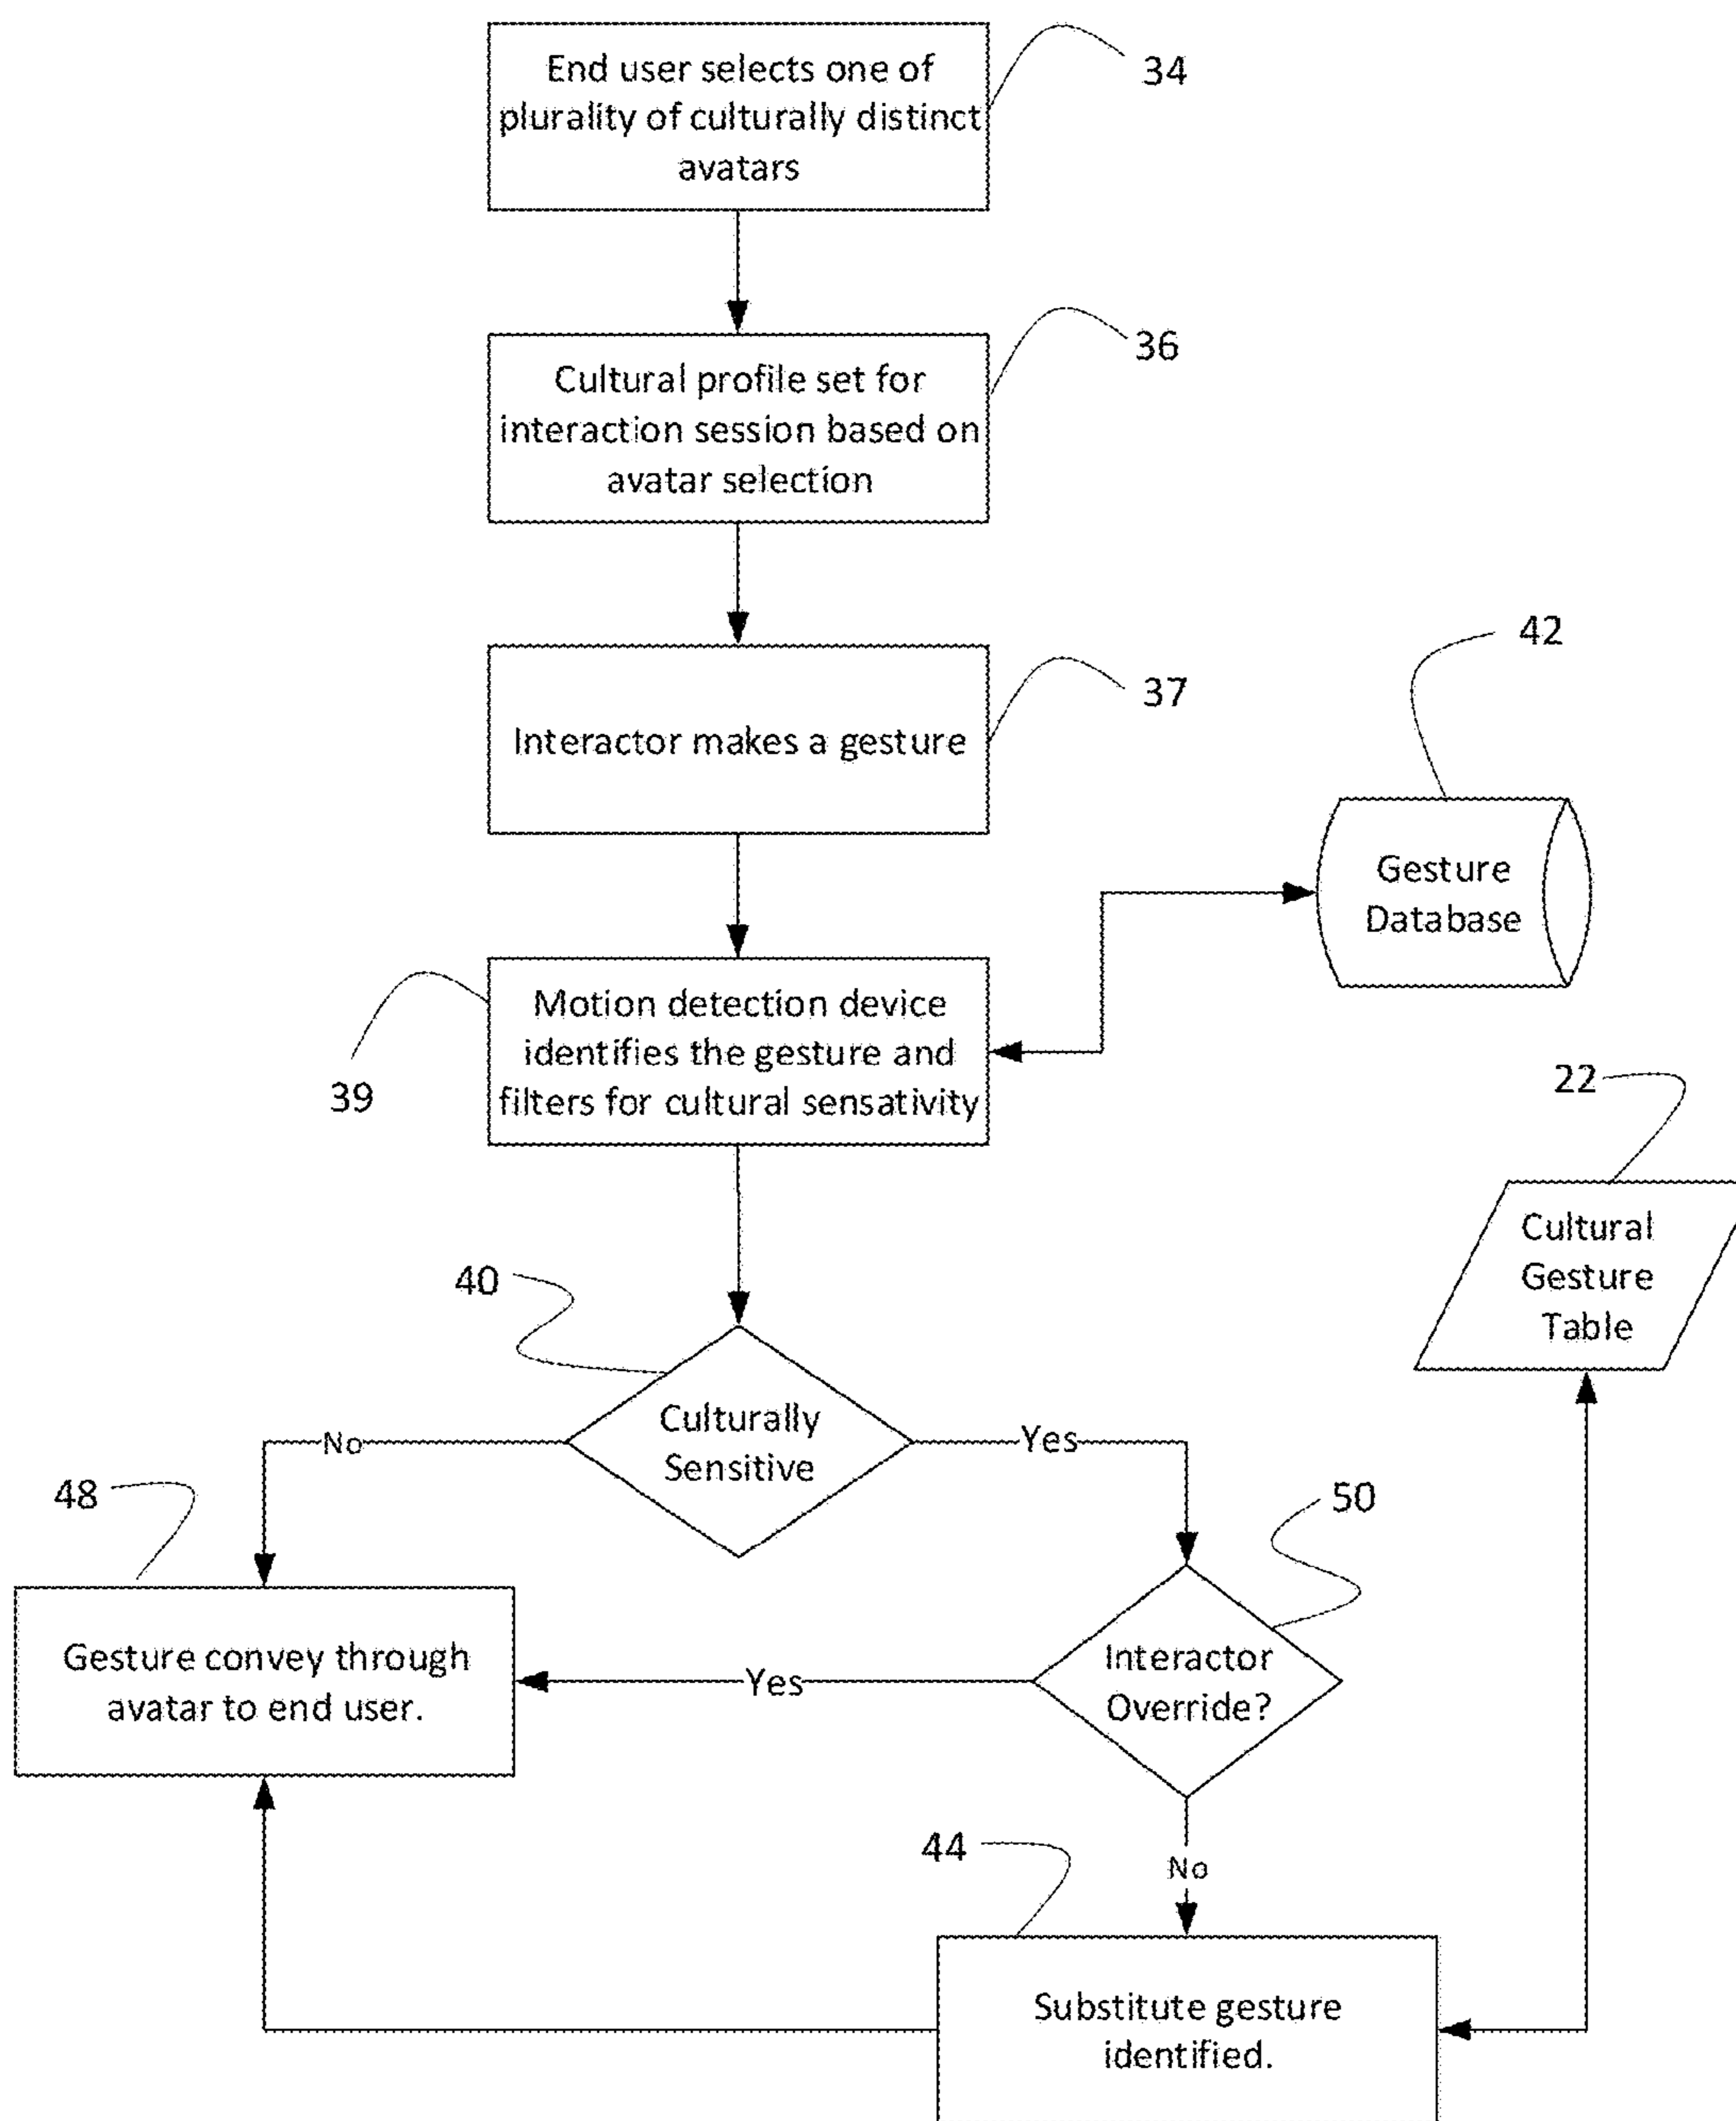 End user selects one of
plurality of culturally distinct
avatars
34
Cultural profile set for
interaction session based on
avatar selection
36
Interactor makes a gesture
37
42
Gesture
Database
Motion detection device
identifies the gesture and
filters for cultural sensativity
39
22
Cultural
Gesture
Table
40
Culturally
Sensitive
No
Yes
48
50
Gesture convey through
avatar to end user.
Yes
Interactor
Override?
44
No
Substitute gesture
identified.